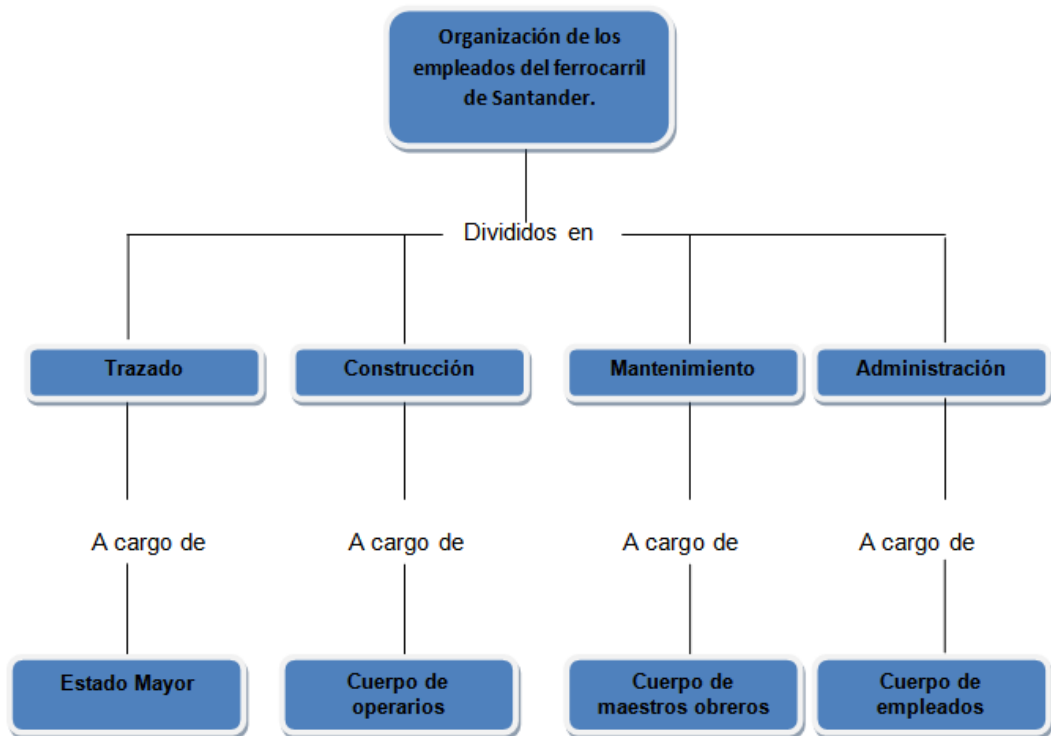 Organización de los
empleados del ferrocarril
de Santander.
Divididos en
Trazado
Construcción
Mantenimiento
Administración
A cargo de
A cargo de
A cargo de
A cargo de
Estado Mayor
Cuerpo de
operarios
Cuerpo de
maestros obreros
Cuerpo de
empleados